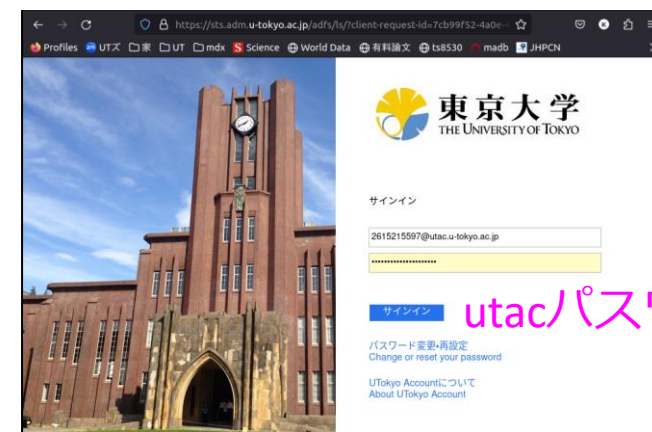 https://sts.adm.u-tokyo.ac.jp/adfs/ls/?client-request-id=7cb99f52-4a0e-
Profiles UTズ 家 UT mdx Science World Data 有料論文 ts8530 madb JHPCN
東京大学
THE UNIVERSITY OF TOKYO
サインイン
2615215597@utac.u-tokyo.ac.jp
サインイン
utacパスワ
パスワード変更・再設定
Change or reset your password
UTokyo Accountについて
About UTokyo Account